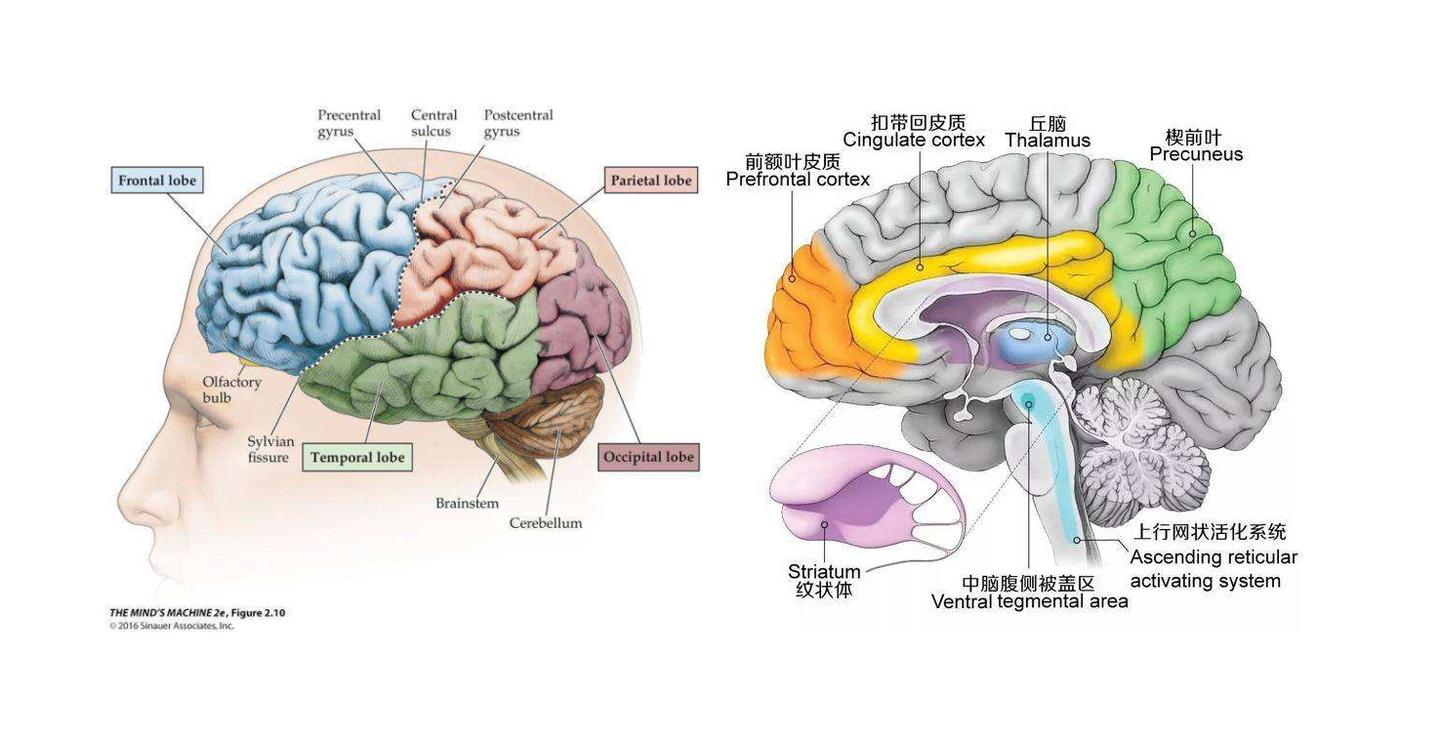 Precentral
gyrus
Central
sulcus
Postcentral
gyrus
Frontal lobe
Parietal lobe
Olfactory
bulb
Sylvian
fissure
Temporal lobe
Occipital lobe
Brainstem
Cerebellum
THE MIND'S MACHINE 2e, Figure 2.10
© 2016 Sinauer Associates, Inc.
扣带回皮质
Cingulate cortex
丘脑
Thalamus
楔前叶
Precuneus
前额叶皮质
Prefrontal cortex
Striatum
纹状体
中脑腹侧被盖区
Ventral tegmental area
上行网状活化系统
Ascending reticular
activating system